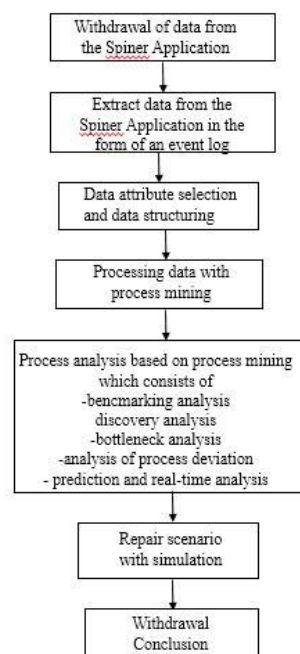 Withdrawal of data from
the Spiner Application
Extract data from the
Spiner Application in the
form of an event log
Data attribute selection
and data structuring
Processing data with
process mining
Process analysis based on process mining
which consists of
-bencmarking analysis
discovery analysis
-bottleneck analysis
-analysis of process deviation
- prediction and real-time analysis
Repair scenario
with simulation
Withdrawal
Conclusion